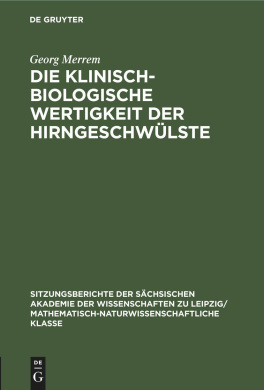 DE GRUYTER
Georg Merrem
DIE KLINISCH-
BIOLOGISCHE
WERTIGKEIT DER
HIRNGESCHWÜLSTE
SITZUNGSBERICHTE DER SÄCHSISCHEN
AKADEMIE DER WISSENSCHAFTEN ZU LEIPZIG/
MATHEMATISCH-NATURWISSENSCHAFTLICHE
KLASSE
DE
G